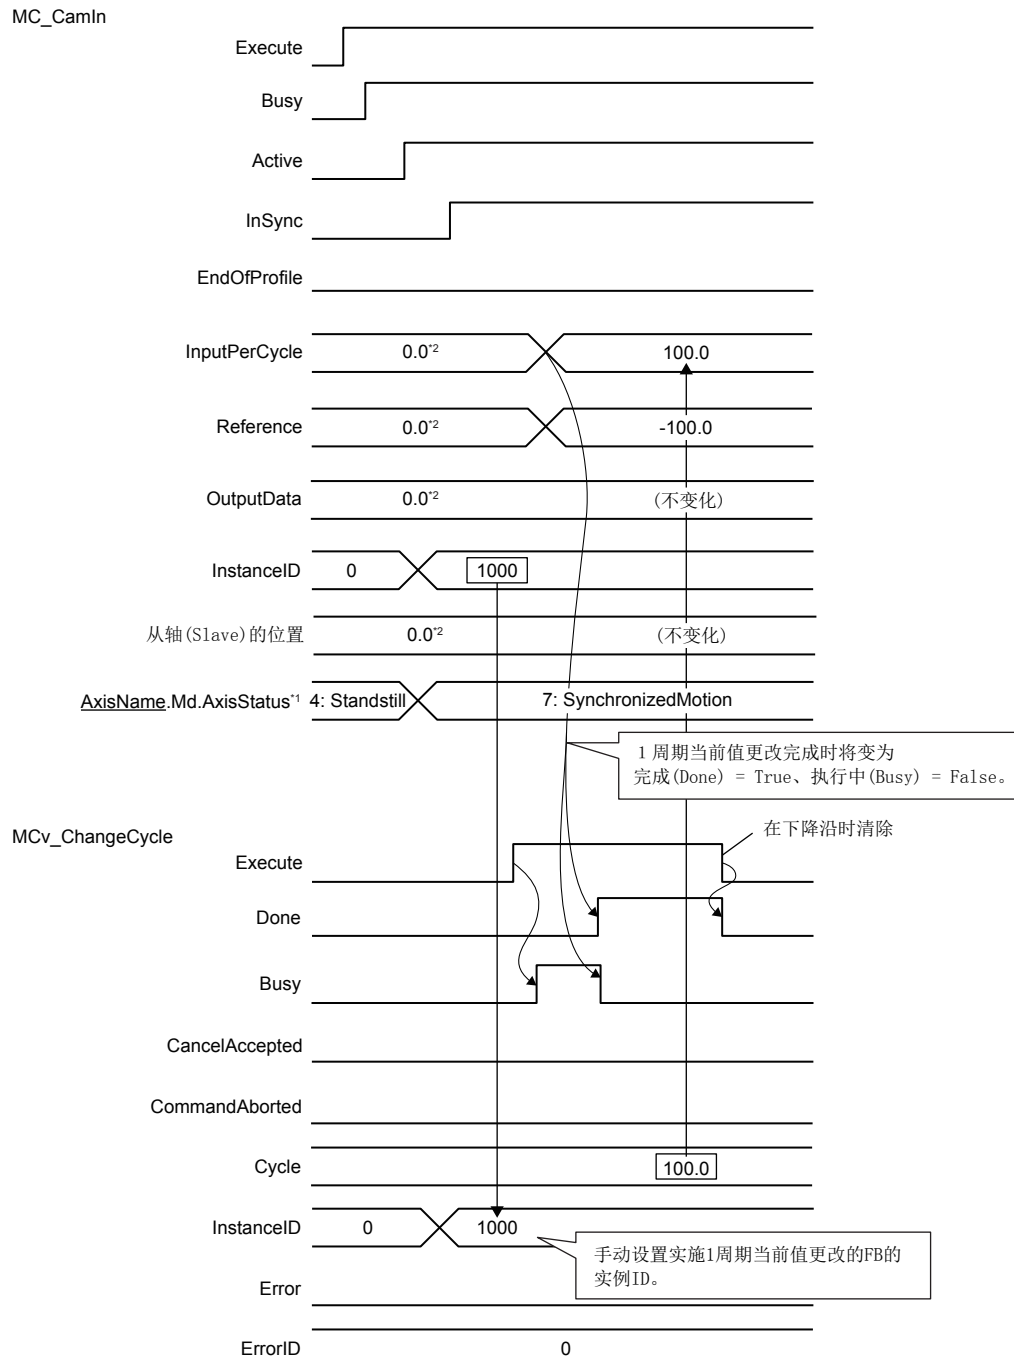 MC_CamIn
Execute
Busy
Active
InSync
EndOfProfile
InputPerCycle 0.0*2 100.0
Reference 0.0*2 -100.0
OutputData 0.0*2 (不变化)
InstanceID 0 1000
从轴(Slave)的位置 0.0*2 (不变化)
AxisName.Md.AxisStatus*1 4: Standstill 7: SynchronizedMotion
1周期当前值更改完成时将变为
完成(Done) = True、执行中(Busy) = False。
MCv_ChangeCycle
在下降沿时清除
Execute
Done
Busy
CancelAccepted
CommandAborted
Cycle 100.0
InstanceID 0 1000
手动设置实施1周期当前值更改的FB的
实例ID。
Error
ErrorID 0